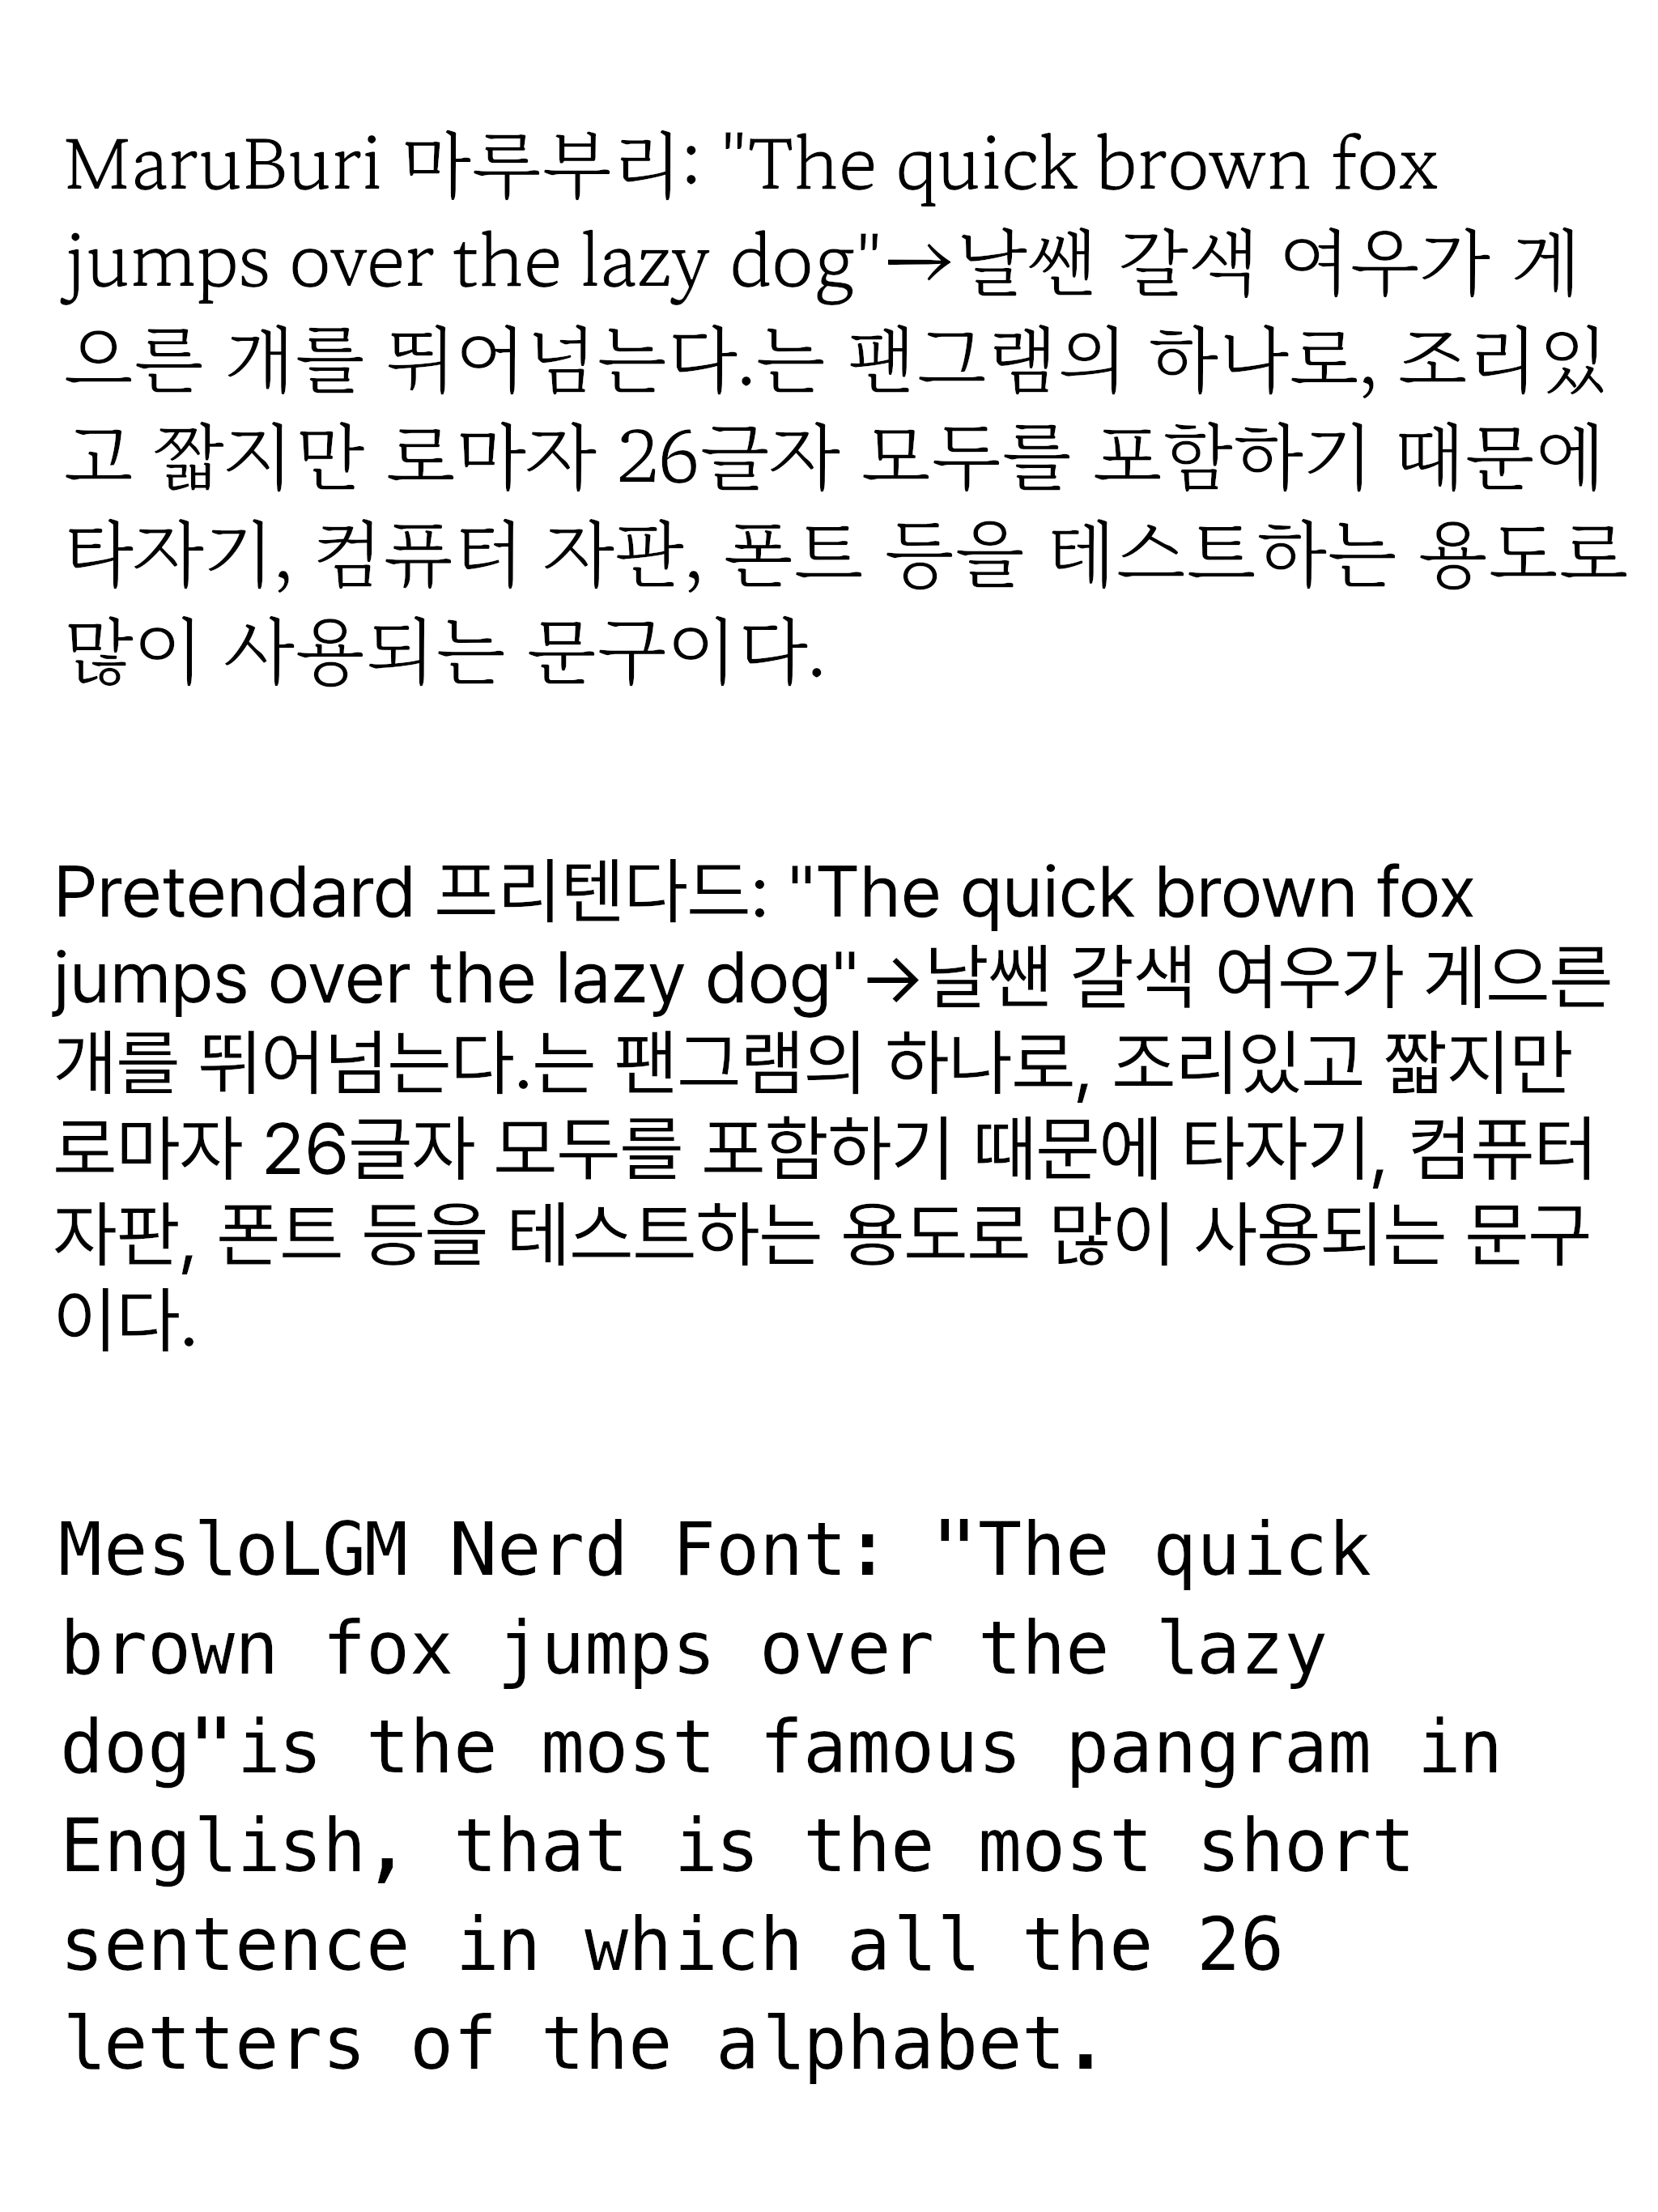 MaruBuri 마루부리: "The quick brown fox
jumps over the lazy dog"→날쌘 갈색 여우가 게
으른 개를 뛰어넘는다.는 팬그램의 하나로, 조리있
고 짧지만 로마자 26글자 모두를 포함하기 때문에
타자기, 컴퓨터 자판, 폰트 등을 테스트하는 용도로
많이 사용되는 문구이다.
Pretendard 프리텐다드: "The quick brown fox
jumps over the lazy dog"→날쌘 갈색 여우가 게으른
개를 뛰어넘는다.는 팬그램의 하나로, 조리있고 짧지만
로마자 26글자 모두를 포함하기 때문에 타자기, 컴퓨터
자판, 폰트 등을 테스트하는 용도로 많이 사용되는 문구
이다.
MesloLGM Nerd Font: "The quick
brown fox jumps over the lazy
dog"is the most famous pangram in
English, that is the most short
sentence in which all the 26
letters of the alphabet.